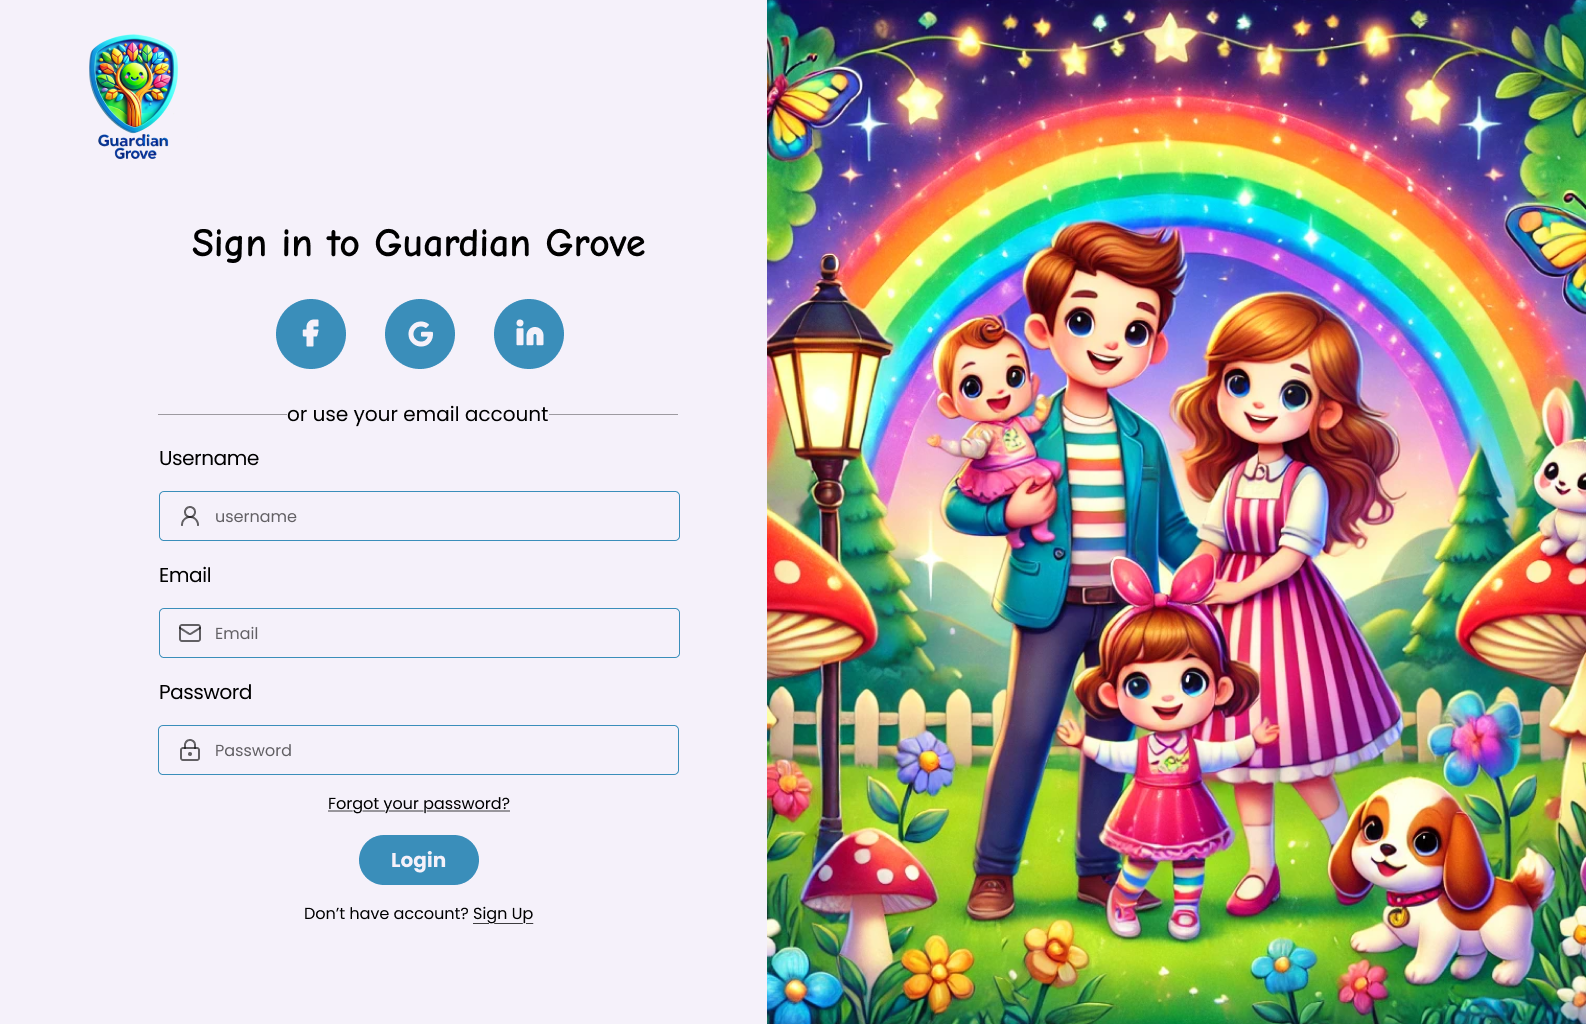 Guardian
Grove
Sign in to Guardian Grove
f
G
in
or use your email account
Username
username
Email
Email
Password
Password
Forgot your password?
Login
Don’t have account? Sign Up